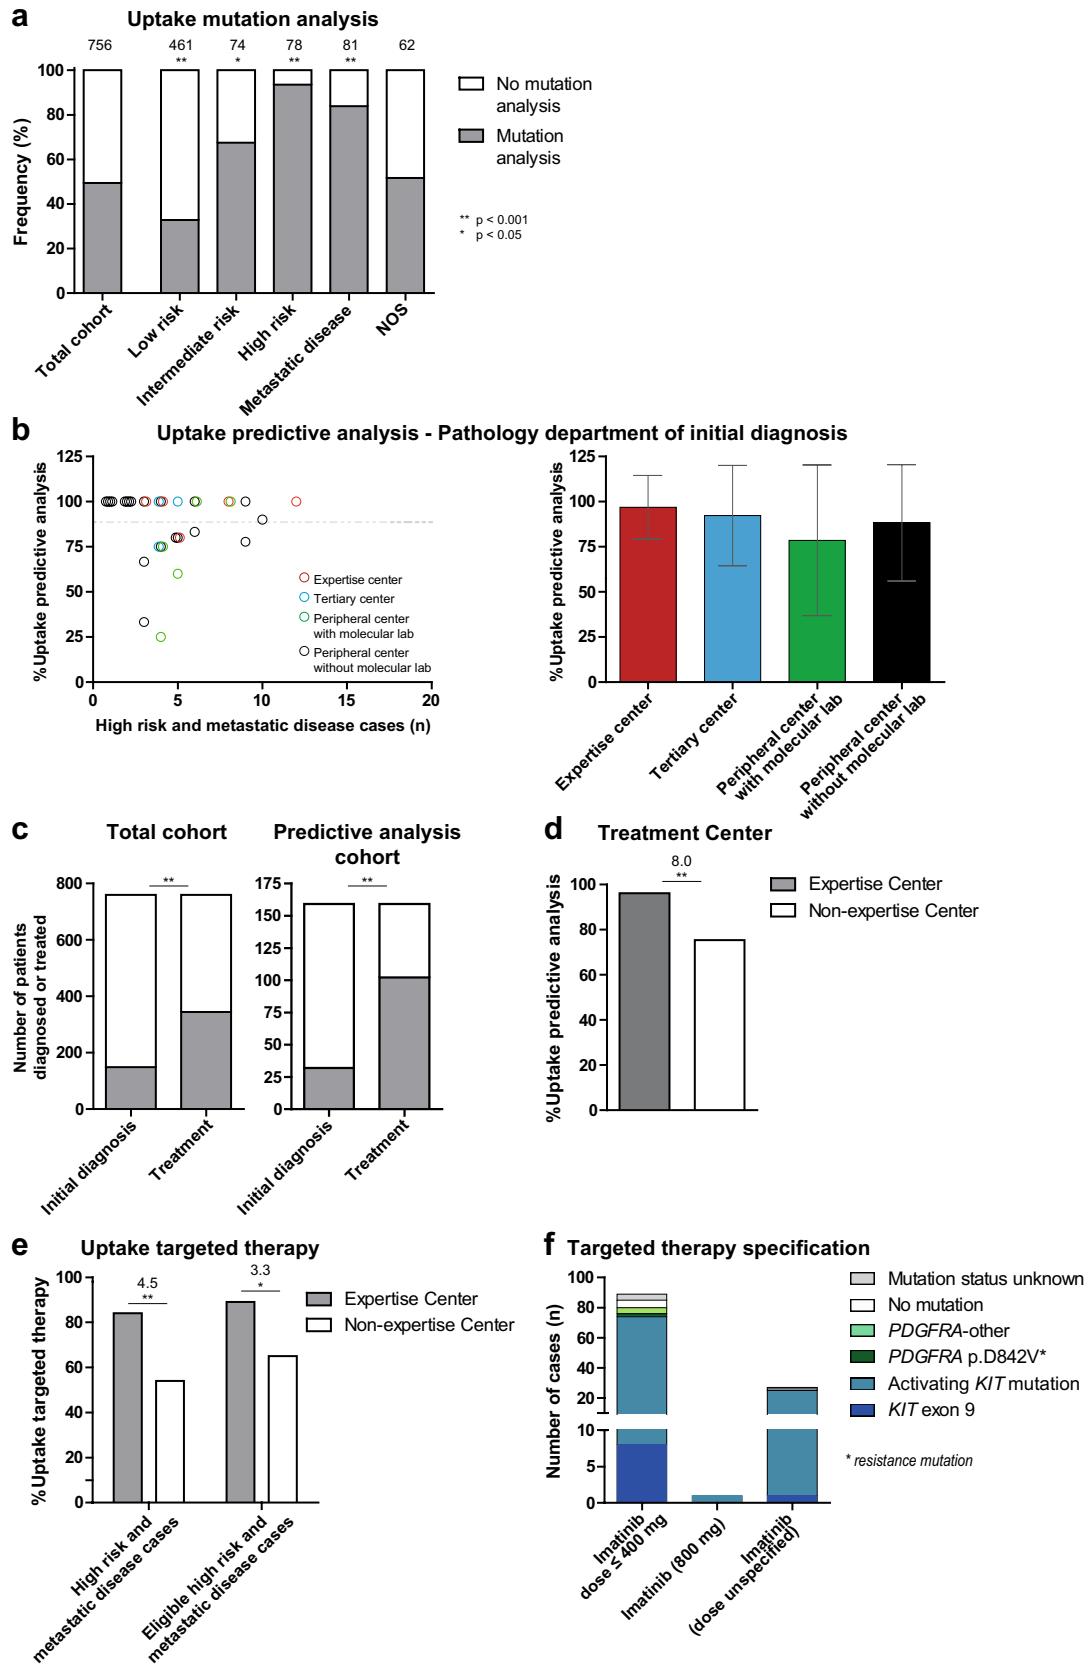 a
Uptake mutation analysis
756 461 74 78 81 62
** * ** **
Frequency (%)
100
80
60
40
20
0
Total cohort
Low risk
Intermediate risk
High risk
Metastatic disease
NOS
No mutation
analysis
Mutation
analysis
** p < 0.001
* p < 0.05
b
Uptake predictive analysis - Pathology department of initial diagnosis
%Uptake predictive analysis
125
100
75
50
25
0
0 5 10 15 20
High risk and metastatic disease cases (n)
Expertise center
Tertiary center
Peripheral center
with molecular lab
Peripheral center
without molecular lab
%Uptake predictive analysis
125
100
75
50
25
0
Expertise center
Tertiary center
Peripheral center
with molecular lab
Peripheral center
without molecular lab
c
Total cohort
Number of patients
diagnosed or treated
800
600
400
200
0
**
Initial diagnosis
Treatment
Predictive analysis
cohort
175
150
125
100
75
50
25
0
**
Initial diagnosis
Treatment
d
Treatment Center
%Uptake predictive analysis
100
80
60
40
20
0
8.0
**
Expertise Center
Non-expertise Center
e
Uptake targeted therapy
%Uptake targeted therapy
100
80
60
40
20
0
4.5
**
3.3
*
High risk and
metastatic disease cases
Eligible high risk and
metastatic disease cases
Expertise Center
Non-expertise Center
f
Targeted therapy specification
Number of cases (n)
100
80
60
40
20
10
5
0
Imatinib
dose ≤ 400 mg
Imatinib (800 mg)
Imatinib
(dose unspecified)
Mutation status unknown
No mutation
PDGFRA-other
PDGFRA p.D842V*
Activating KIT mutation
KIT exon 9
* resistance mutation